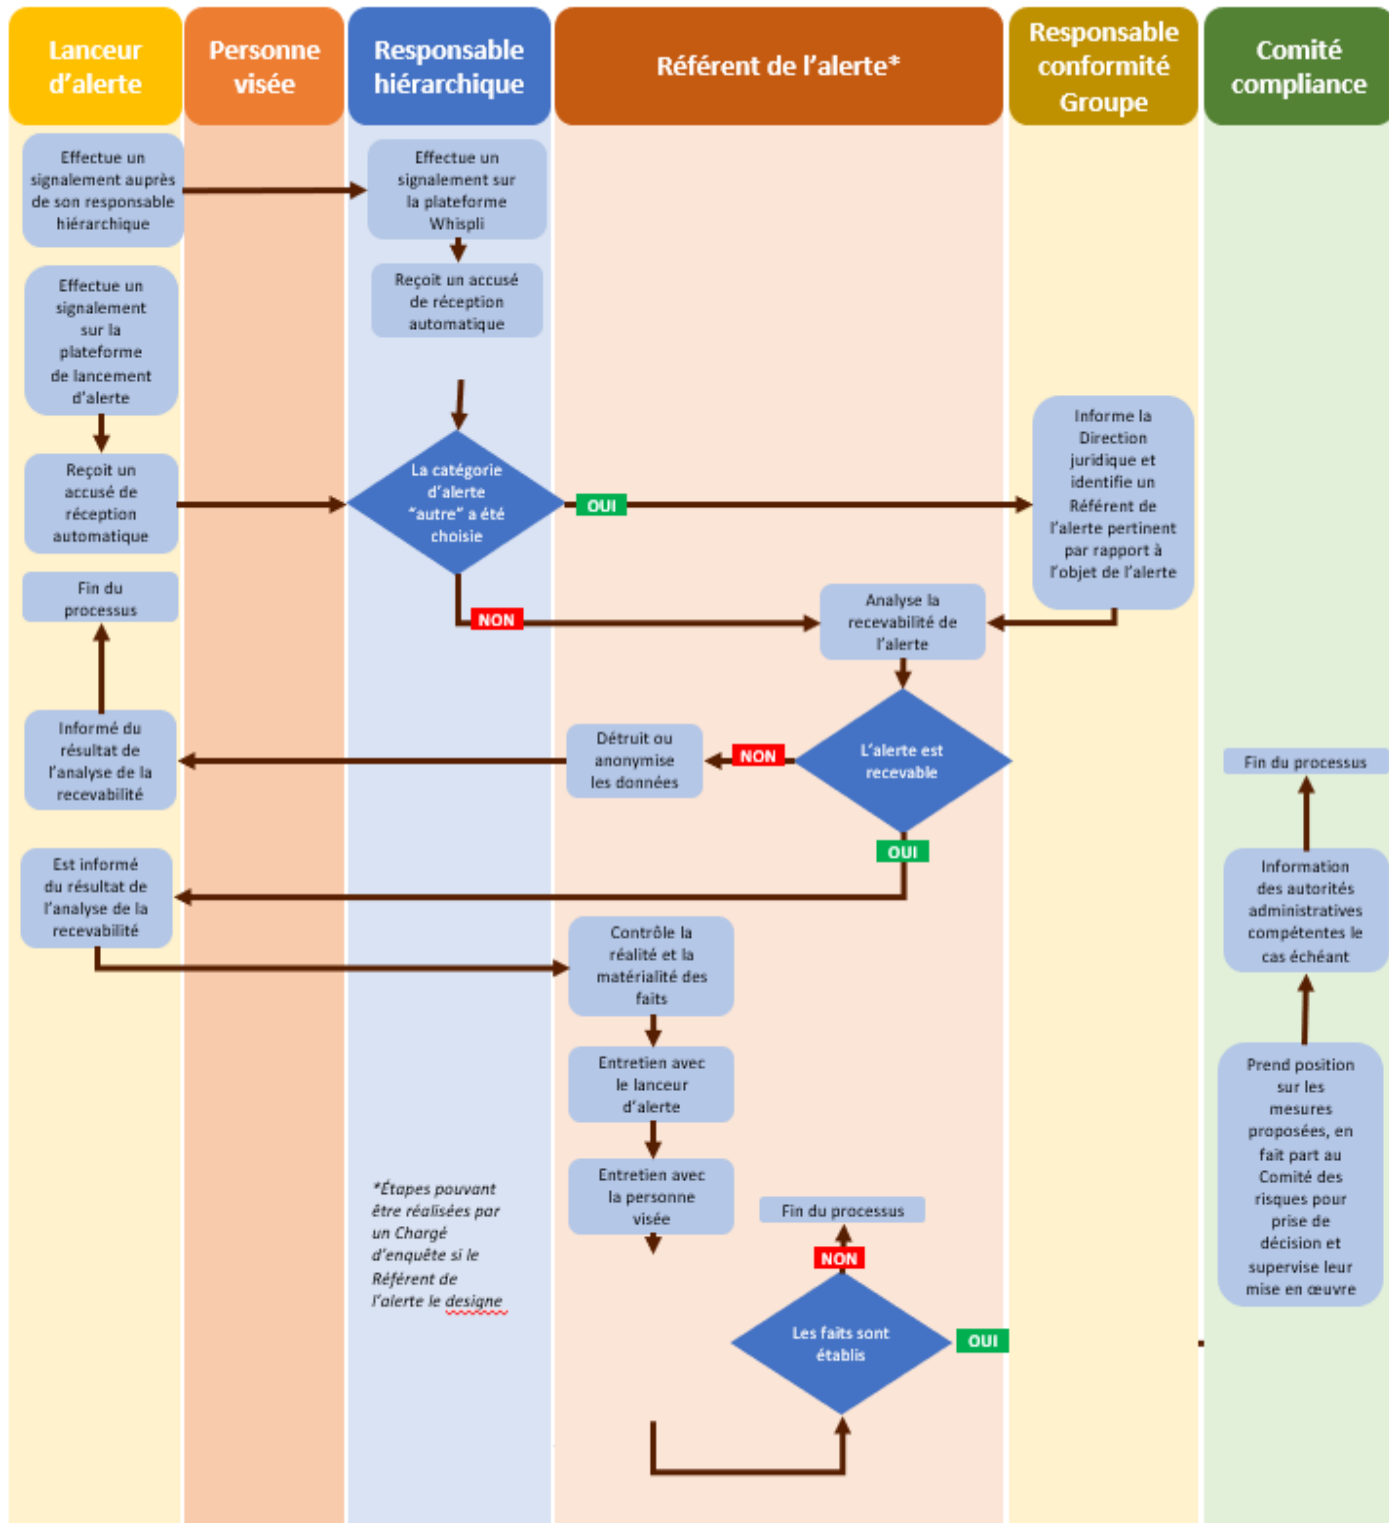 Lanceur
d'alerte
Personne
visée
Responsable
hiérarchique
Référent de l'alerte*
Responsable
conformité
Groupe
Comité
compliance
Effectue un
signalement auprès
de son responsable
hiérarchique
Effectue un
signalement sur
la plateforme
Whispli
Reçoit un accusé
de réception
automatique
Effectue un
signalement
sur la
plateforme
de lancement
d'alerte
Reçoit un
accusé de
réception
automatique
La catégorie
d'alerte
"autre" a été
choisie
OUI
Informe la
Direction
juridique et
identifie un
Référent de
l'alerte pertinent
par rapport à
l'objet de l'alerte
Fin du
processus
NON
Analyse la
recevabilité de
l'alerte
Informé du
résultat de
l'analyse de la
recevabilité
Détruit ou
anonymise
les données
NON
L'alerte est
recevable
Fin du processus
OUI
Est informé
du résultat de
l'analyse de la
recevabilité
Information
des autorités
administratives
compétentes le
cas échéant
Contrôle la
réalité et la
matérialité des
faits
Entretien avec
le lanceur
d'alerte
Prend position
sur les
mesures
proposées, en
fait part au
Comité des
risques pour
prise de
décision et
supervise leur
mise en œuvre
Entretien avec
la personne
visée
*Étapes pouvant
être réalisées par
un Chargé
d'enquête si le
Référent de
l'alerte le designe
Fin du processus
NON
Les faits sont
établis
OUI